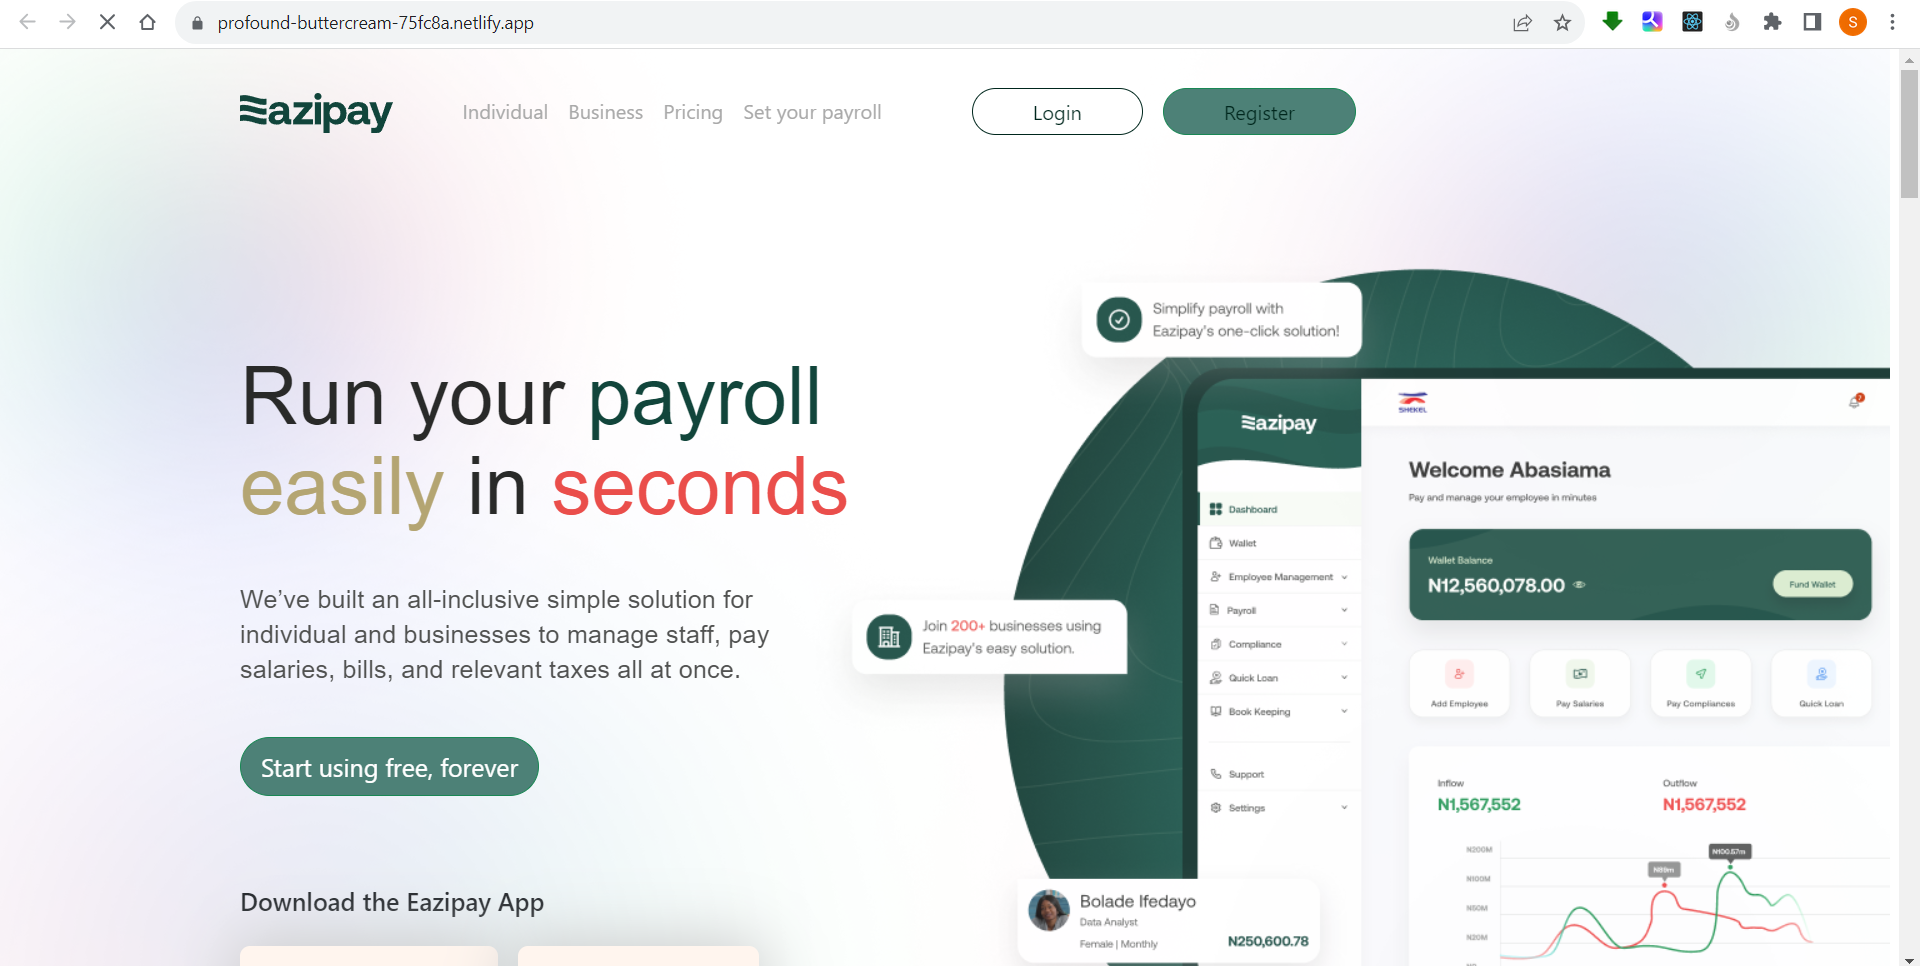 profound-buttercream-75fc8a.netlify.app
S
Eazipay
Individual Business Pricing Set your payroll
Login
Register
Run your payroll
easily in seconds
We’ve built an all-inclusive simple solution for
individual and businesses to manage staff, pay
salaries, bills, and relevant taxes all at once.
Start using free, forever
Download the Eazipay App
Simplify payroll with
Eazipay's one-click solution!
Join 200+ businesses using
Eazipay's easy solution.
Eazipay
Dashboard
Wallet
Employee Management
Payroll
Compliance
Quick Loan
Book Keeping
Support
Settings
SHEKEL
Welcome Abasiama
Pay and manage your employee in minutes
Wallet Balance
N12,560,078.00
Fund Wallet
Add Employee
Pay Salaries
Pay Compliances
Quick Loan
Inflow
N1,567,552
Outflow
N1,567,552
N200M
N100M
N50M
N20M
N89m
N100.57m
Bolade Ifedayo
Data Analyst
Female | Monthly
N250,600.78